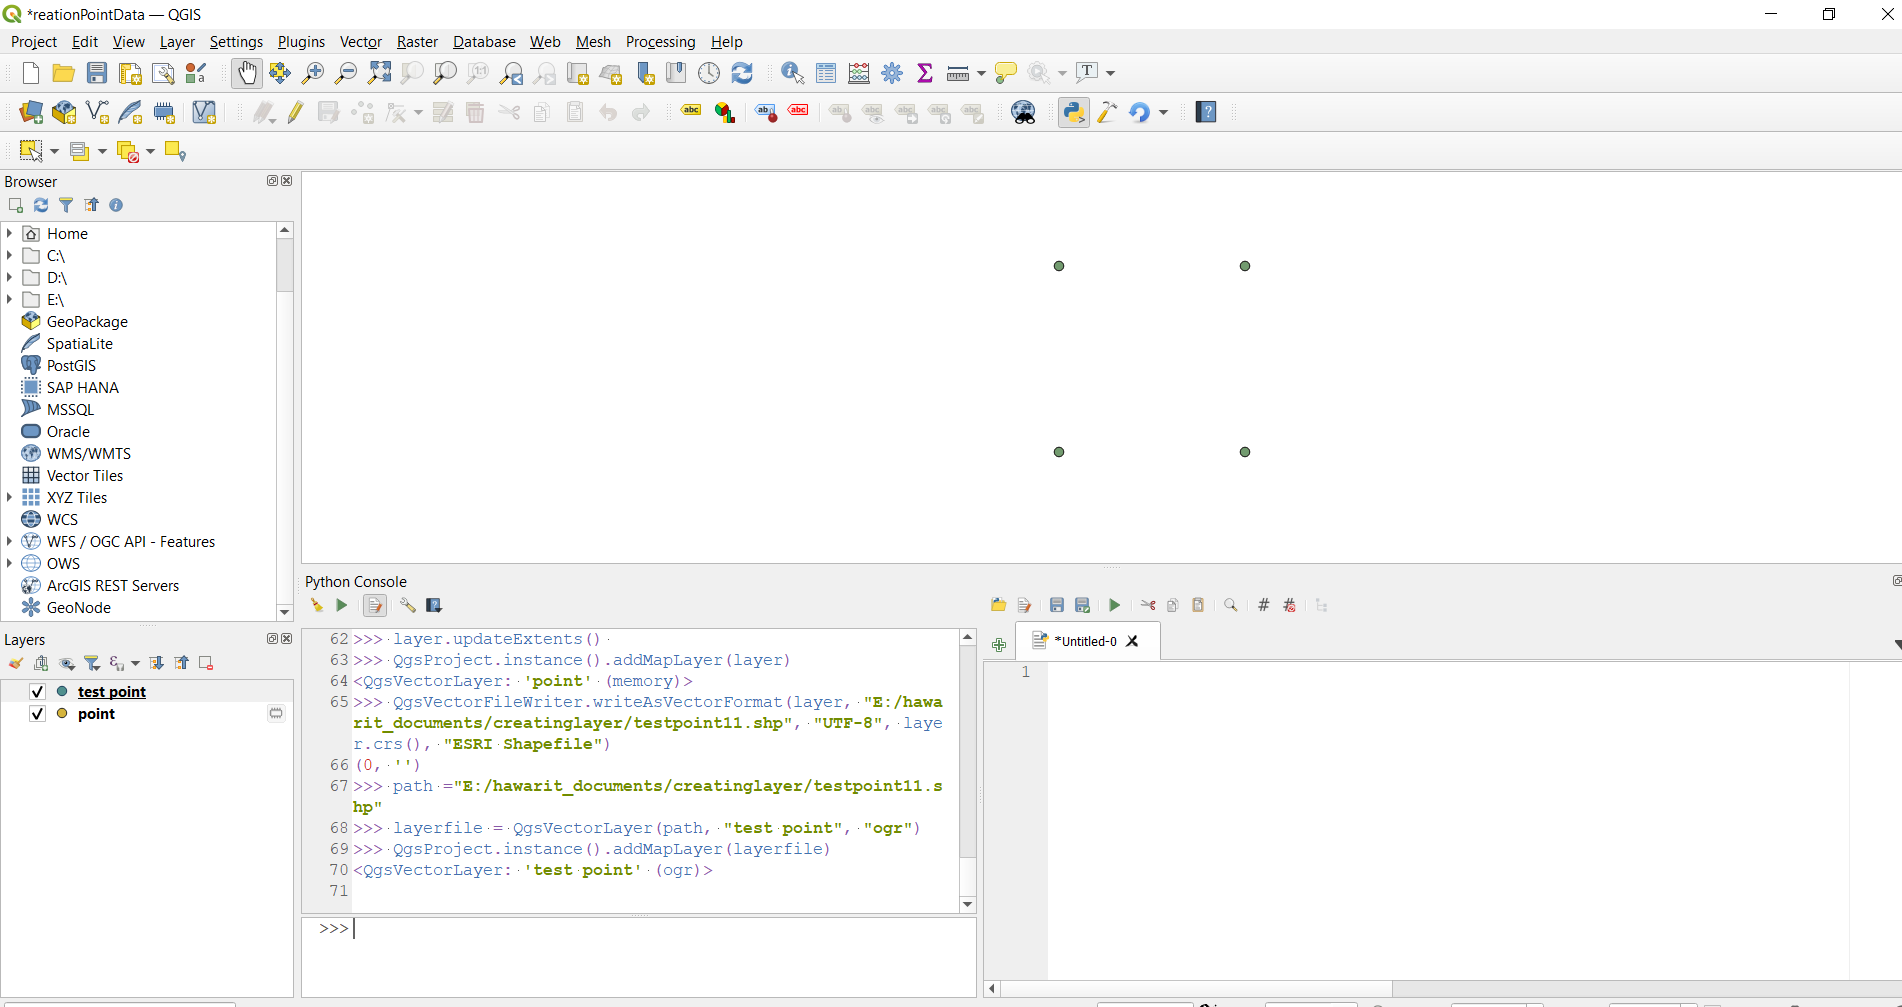 *reationPointData — QGIS
Project Edit View Layer Settings Plugins Vector Raster Database Web Mesh Processing Help
Browser
Home
C:\
D:\
E:\
GeoPackage
SpatiaLite
PostGIS
SAP HANA
MSSQL
Oracle
WMS/WMTS
Vector Tiles
XYZ Tiles
WCS
WFS / OGC API - Features
OWS
ArcGIS REST Servers
GeoNode
Layers
test point
point
Python Console
62 >>> layer.updateExtents()
63 >>> QgsProject.instance().addMapLayer(layer)
64 <QgsVectorLayer: 'point' (memory)>
65 >>> QgsVectorFileWriter.writeAsVectorFormat(layer, "E:/hawa
rit_documents/creatinglayer/testpoint11.shp", "UTF-8", laye
r.crs(), "ESRI Shapefile")
66 (0, '')
67 >>> path ="E:/hawarit_documents/creatinglayer/testpoint11.s
hp"
68 >>> layerfile = QgsVectorLayer(path, "test point", "ogr")
69 >>> QgsProject.instance().addMapLayer(layerfile)
70 <QgsVectorLayer: 'test point' (ogr)>
71
>>>
*Untitled-0
1